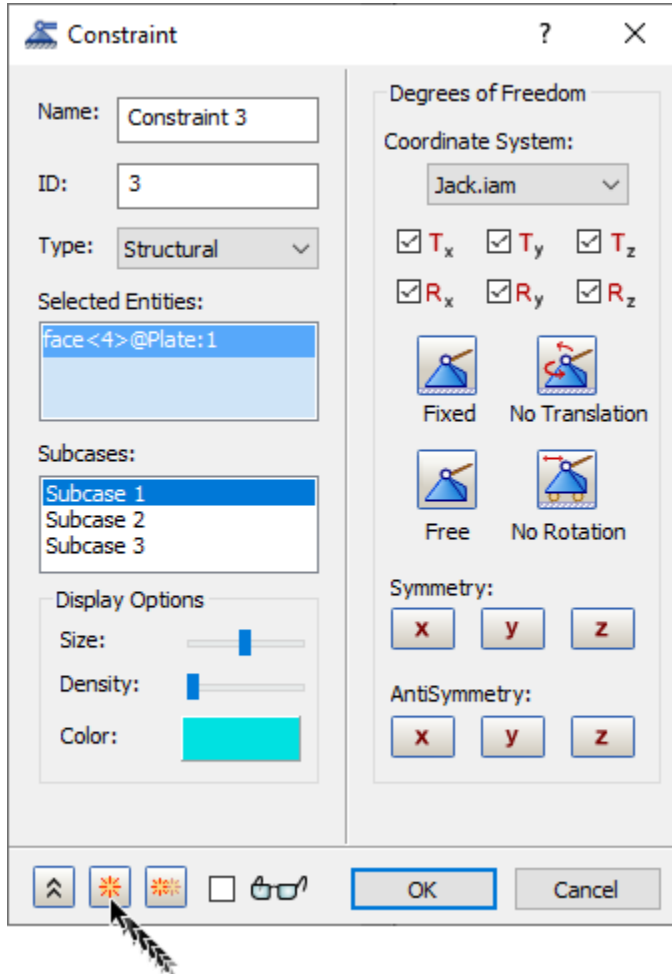 Constraint
?
Name: Constraint 3
ID: 3
Type: Structural
Selected Entities:
face<4>@Plate:1
Subcases:
Subcase 1
Subcase 2
Subcase 3
Display Options
Size:
Density:
Color:
Degrees of Freedom
Coordinate System:
Jack.iam
Tx Ty Tz
Rx Ry Rz
Fixed No Translation
Free No Rotation
Symmetry:
x y z
AntiSymmetry:
x y z
OK Cancel